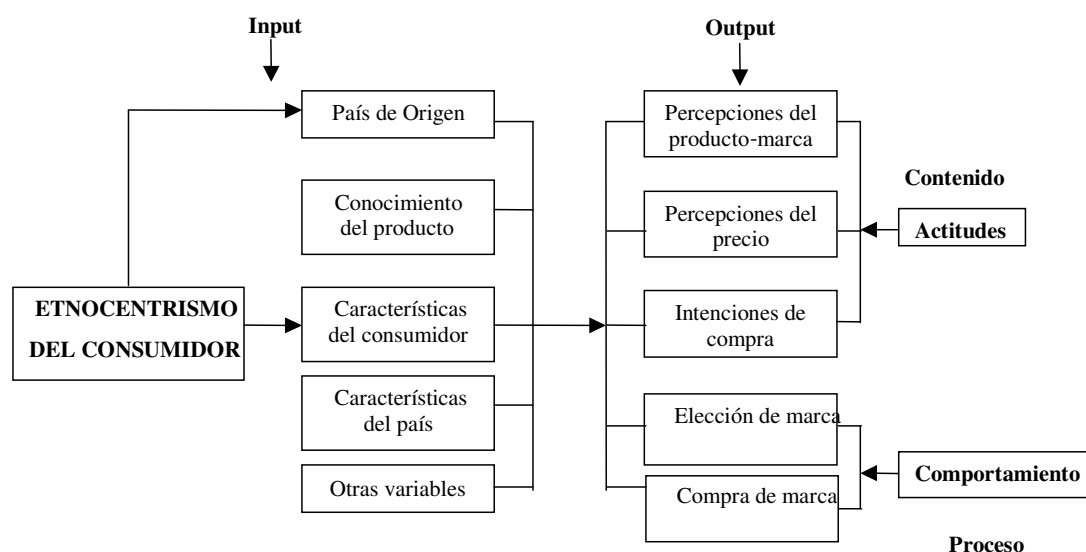 Input
Output
País de Origen
Conocimiento
del producto
ETNOCENTRISMO
DEL CONSUMIDOR
Características
del consumidor
Características
del país
Otras variables
Percepciones del
producto-marca
Percepciones del
precio
Intenciones de
compra
Elección de marca
Compra de marca
Contenido
Actitudes
Comportamiento
Proceso